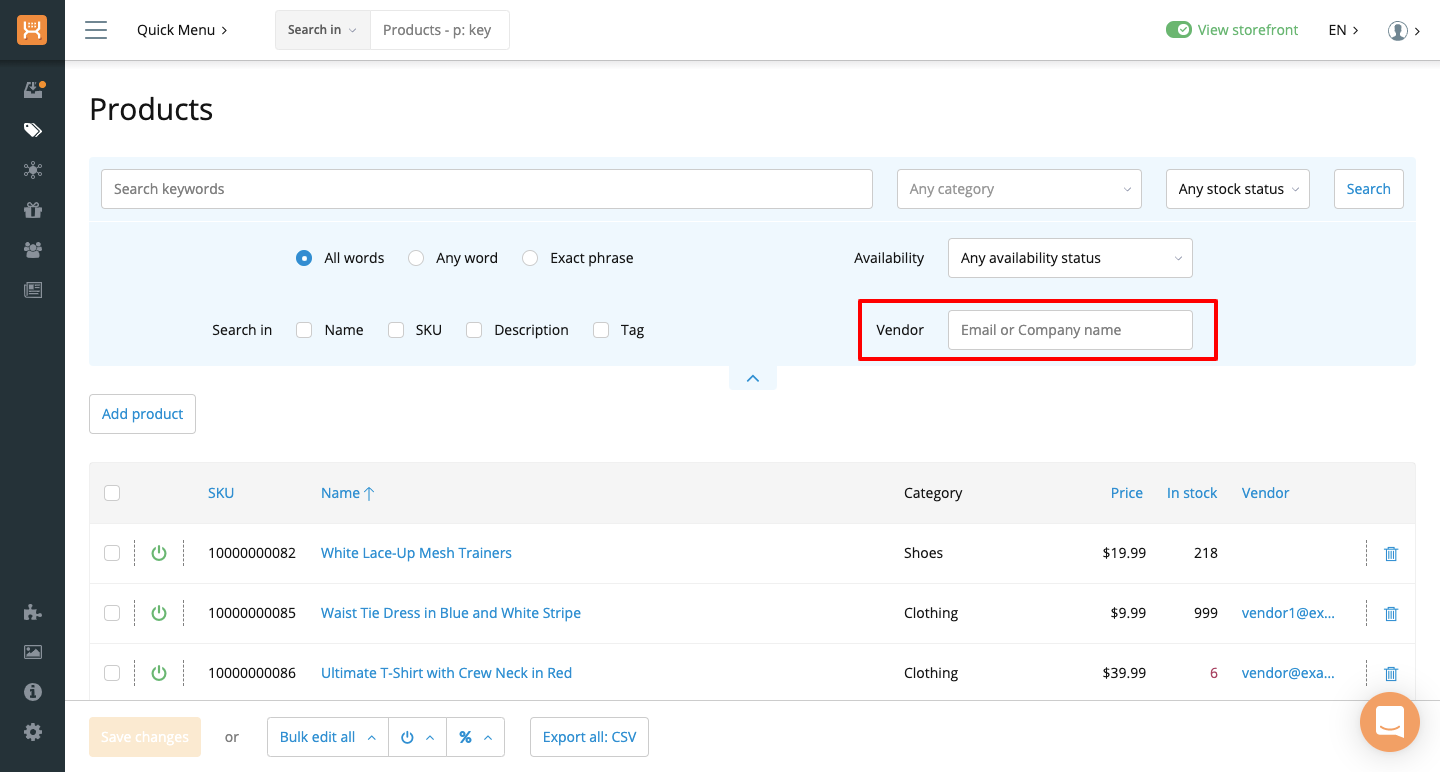 Quick Menu
Search in
Products - p: key
View storefront
EN
Products
Search keywords
Any category
Any stock status
Search
All words
Any word
Exact phrase
Availability
Any availability status
Search in
Name
SKU
Description
Tag
Vendor
Email or Company name
Add product
SKU Name Category Price In stock Vendor
10000000082 White Lace-Up Mesh Trainers Shoes $19.99 218
10000000085 Waist Tie Dress in Blue and White Stripe Clothing $9.99 999 vendor1@ex...
10000000086 Ultimate T-Shirt with Crew Neck in Red Clothing $39.99 6 vendor@exa...
Save changes
or
Bulk edit all
%
Export all: CSV